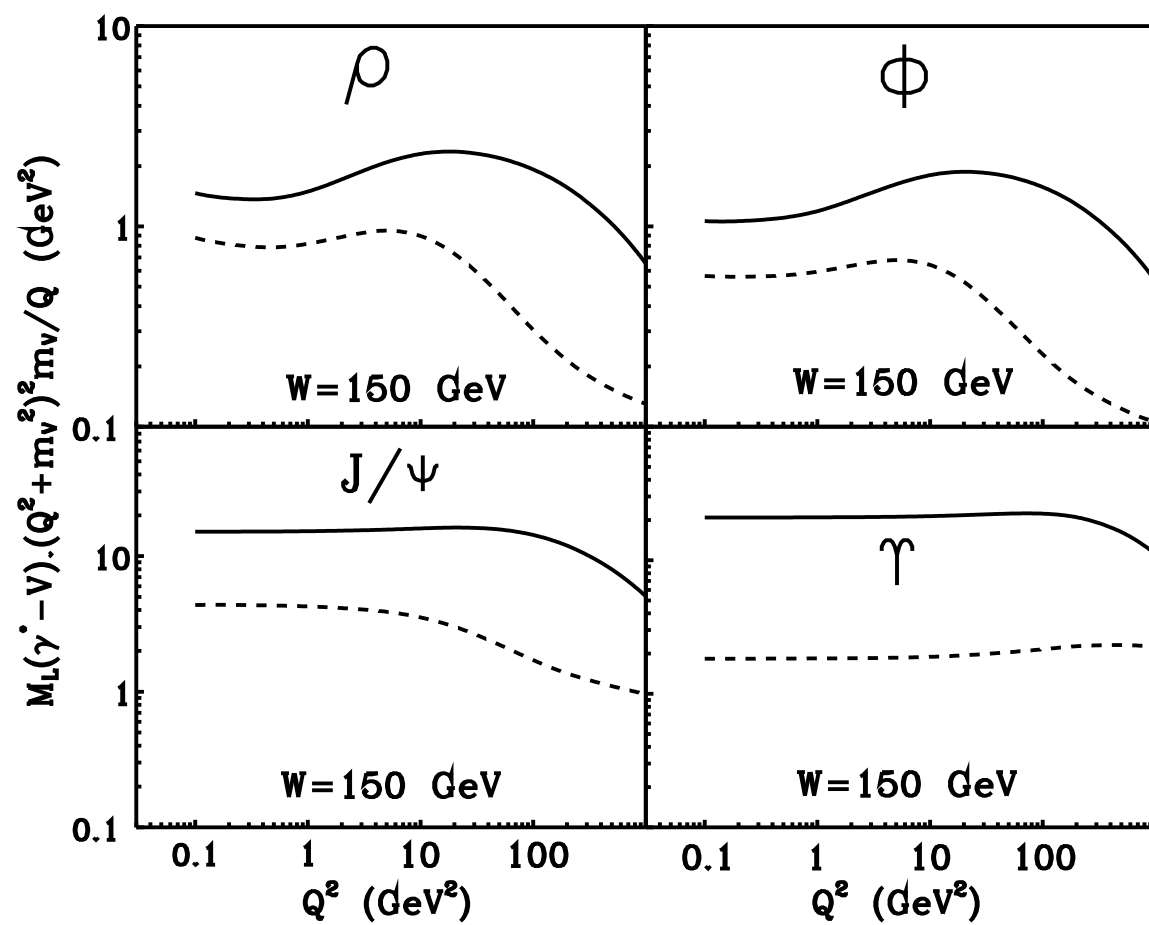 10
ρ
ϕ
1
W=150 GeV
W=150 GeV
0.1
M_L(γ*−V).(Q²+m_v²)²m_v/Q (GeV²)
J/ψ
10
ϒ
1
W=150 GeV
W=150 GeV
0.1
0.1 1 10 100
0.1 1 10 100
Q² (GeV²)
Q² (GeV²)